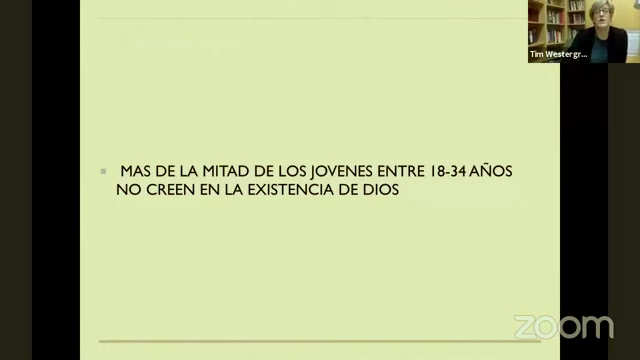 Tim Westergr...
MAS DE LA MITAD DE LOS JOVENES ENTRE 18-34 AÑOS
NO CREEN EN LA EXISTENCIA DE DIOS
zoom